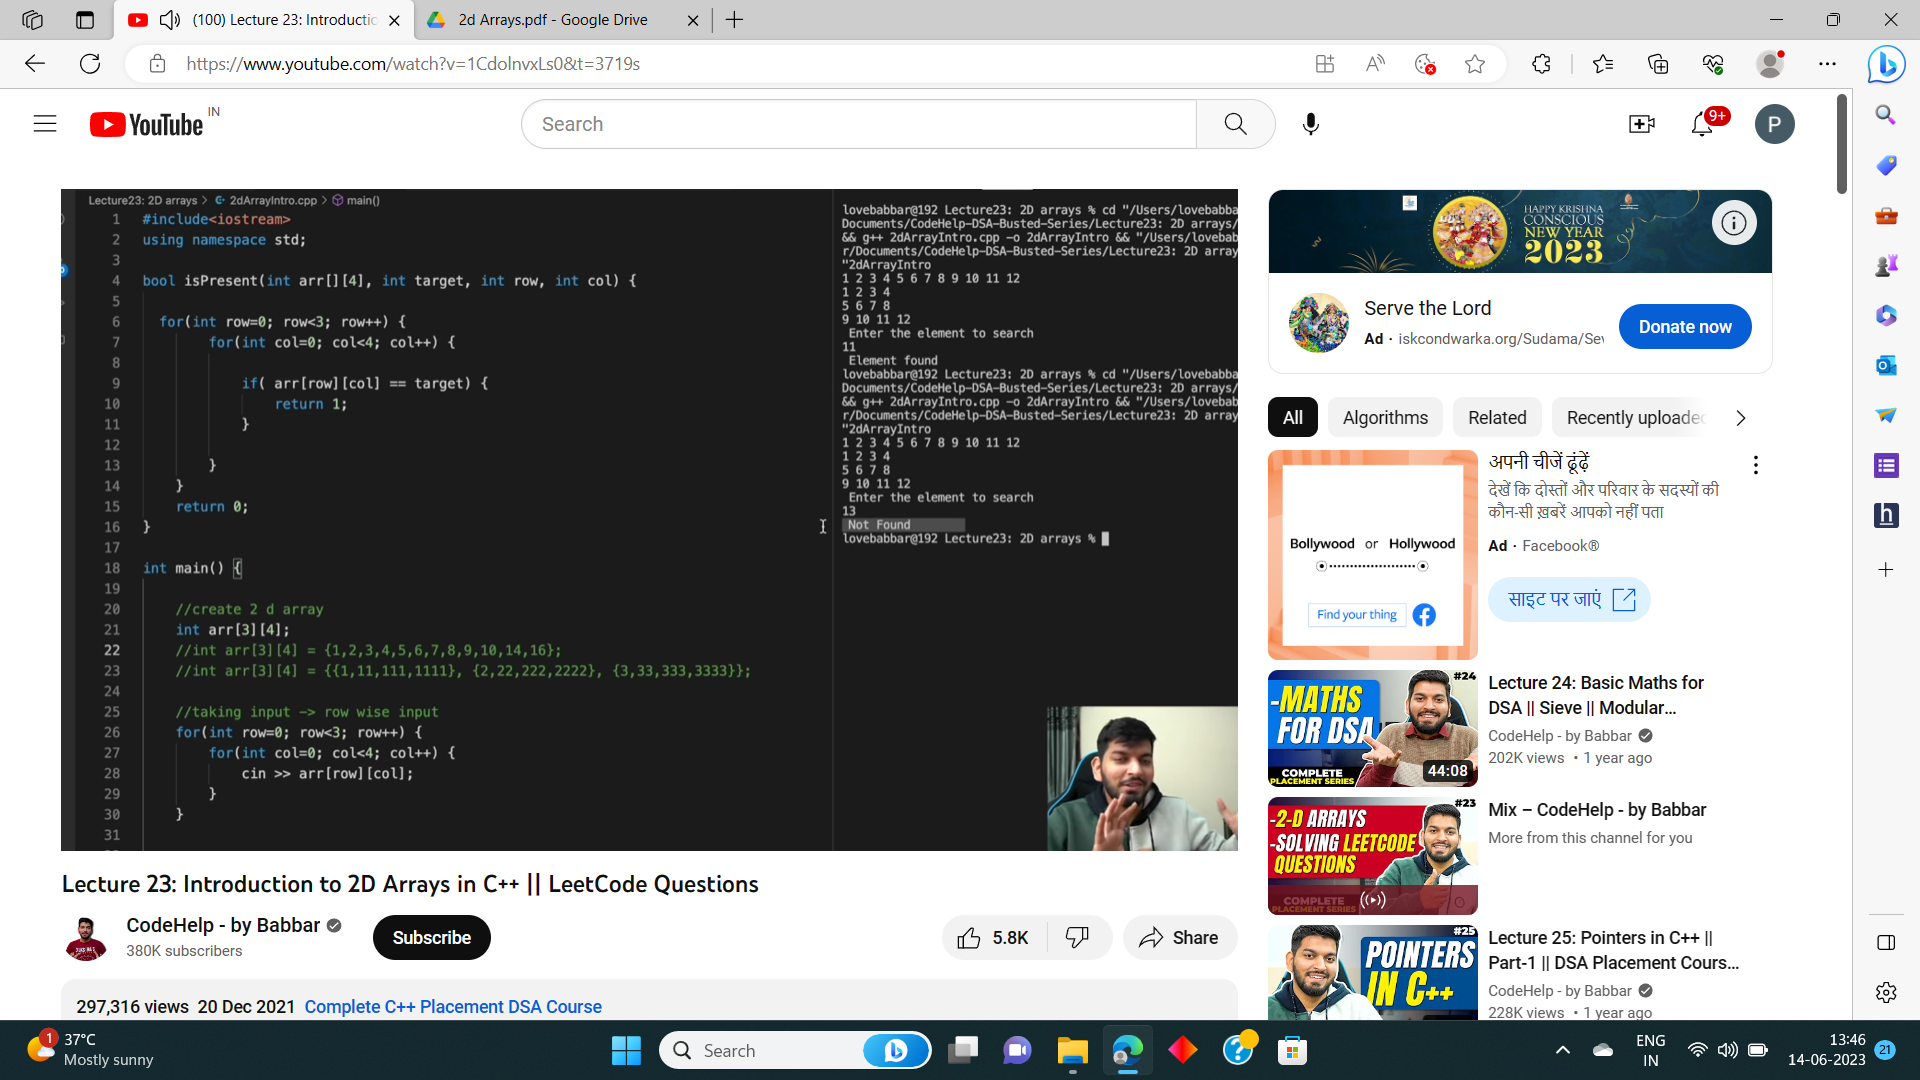 (100) Lecture 23: Introductic
2d Arrays.pdf - Google Drive
https://www.youtube.com/watch?v=1CdolnvxLs0&t=3719s
YouTube IN
Search
9+
P
Lecture23: 2D arrays > 2dArrayIntro.cpp > main()
1 #include<iostream>
2 using namespace std;
3
4 bool isPresent(int arr[][4], int target, int row, int col) {
5
6 for(int row=0; row<3; row++) {
7 for(int col=0; col<4; col++) {
8
9 if( arr[row][col] == target) {
10 return 1;
11 }
12
13 }
14 }
15 return 0;
16 }
17
18 int main() {
19
20 //create 2 d array
21 int arr[3][4];
22 //int arr[3][4] = {1,2,3,4,5,6,7,8,9,10,14,16};
23 //int arr[3][4] = {{1,11,111,1111}, {2,22,222,2222}, {3,33,333,3333}};
24
25 //taking input -> row wise input
26 for(int row=0; row<3; row++) {
27 for(int col=0; col<4; col++) {
28 cin >> arr[row][col];
29 }
30 }
31
lovebabbar@192 Lecture23: 2D arrays % cd "/Users/lovebabba
Documents/CodeHelp-DSA-Busted-Series/Lecture23: 2D arrays/
&& g++ 2dArrayIntro.cpp -o 2dArrayIntro && "/Users/lovebab
r/Documents/CodeHelp-DSA-Busted-Series/Lecture23: 2D array
"2dArrayIntro
1 2 3 4 5 6 7 8 9 10 11 12
1 2 3 4
5 6 7 8
9 10 11 12
Enter the element to search
11
Element found
lovebabbar@192 Lecture23: 2D arrays % cd "/Users/lovebabba
Documents/CodeHelp-DSA-Busted-Series/Lecture23: 2D arrays/
&& g++ 2dArrayIntro.cpp -o 2dArrayIntro && "/Users/lovebab
r/Documents/CodeHelp-DSA-Busted-Series/Lecture23: 2D array
"2dArrayIntro
1 2 3 4 5 6 7 8 9 10 11 12
1 2 3 4
5 6 7 8
9 10 11 12
Enter the element to search
13
Not Found
lovebabbar@192 Lecture23: 2D arrays %
Lecture 23: Introduction to 2D Arrays in C++ || LeetCode Questions
CodeHelp - by Babbar
380K subscribers
Subscribe
5.8K
Share
297,316 views 20 Dec 2021 Complete C++ Placement DSA Course
HAPPY KRISHNA
CONSCIOUS
NEW YEAR
2023
Serve the Lord
Ad · iskcondwarka.org/Sudama/Sev
Donate now
All
Algorithms
Related
Recently uploaded
Bollywood or Hollywood
Find your thing
अपनी चीजें ढूंढ़ें
देखें कि दोस्तों और परिवार के सदस्यों की
कौन-सी ख़बरें आपको नहीं पता
Ad · Facebook®
साइट पर जाएं
#24
-MATHS
FOR DSA
COMPLETE
PLACEMENT SERIES
44:08
Lecture 24: Basic Maths for
DSA || Sieve || Modular...
CodeHelp - by Babbar
202K views • 1 year ago
#23
-2-D ARRAYS
-SOLVING LEETCODE
QUESTIONS
COMPLETE
PLACEMENT SERIES
Mix – CodeHelp - by Babbar
More from this channel for you
#25
POINTERS
IN C++
Lecture 25: Pointers in C++ ||
Part-1 || DSA Placement Cours...
CodeHelp - by Babbar
228K views • 1 year ago
1
37°C
Mostly sunny
Search
ENG
IN
13:46
14-06-2023
21